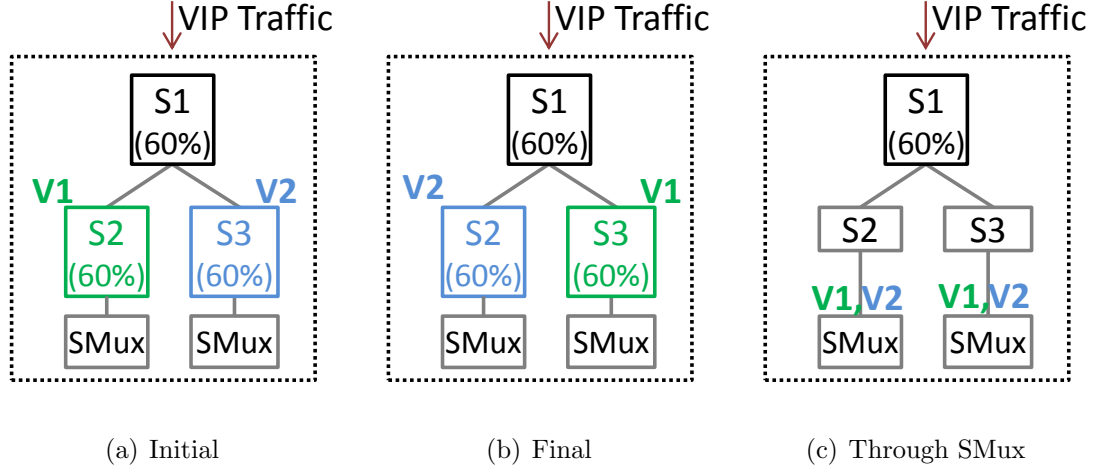 VIP Traffic
S1
(60%)
V1
V2
S2
(60%)
S3
(60%)
SMux
SMux
(a) Initial
VIP Traffic
S1
(60%)
V2
V1
S2
(60%)
S3
(60%)
SMux
SMux
(b) Final
VIP Traffic
S1
(60%)
S2
S3
V1,V2
V1,V2
SMux
SMux
(c) Through SMux